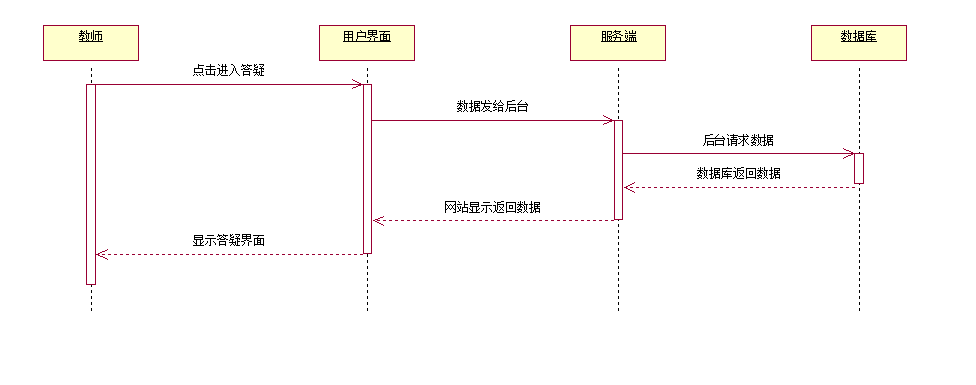 教师
用户界面
服务端
数据库
点击进入答疑
数据发给后台
后台请求数据
数据库返回数据
网站显示返回数据
显示答疑界面